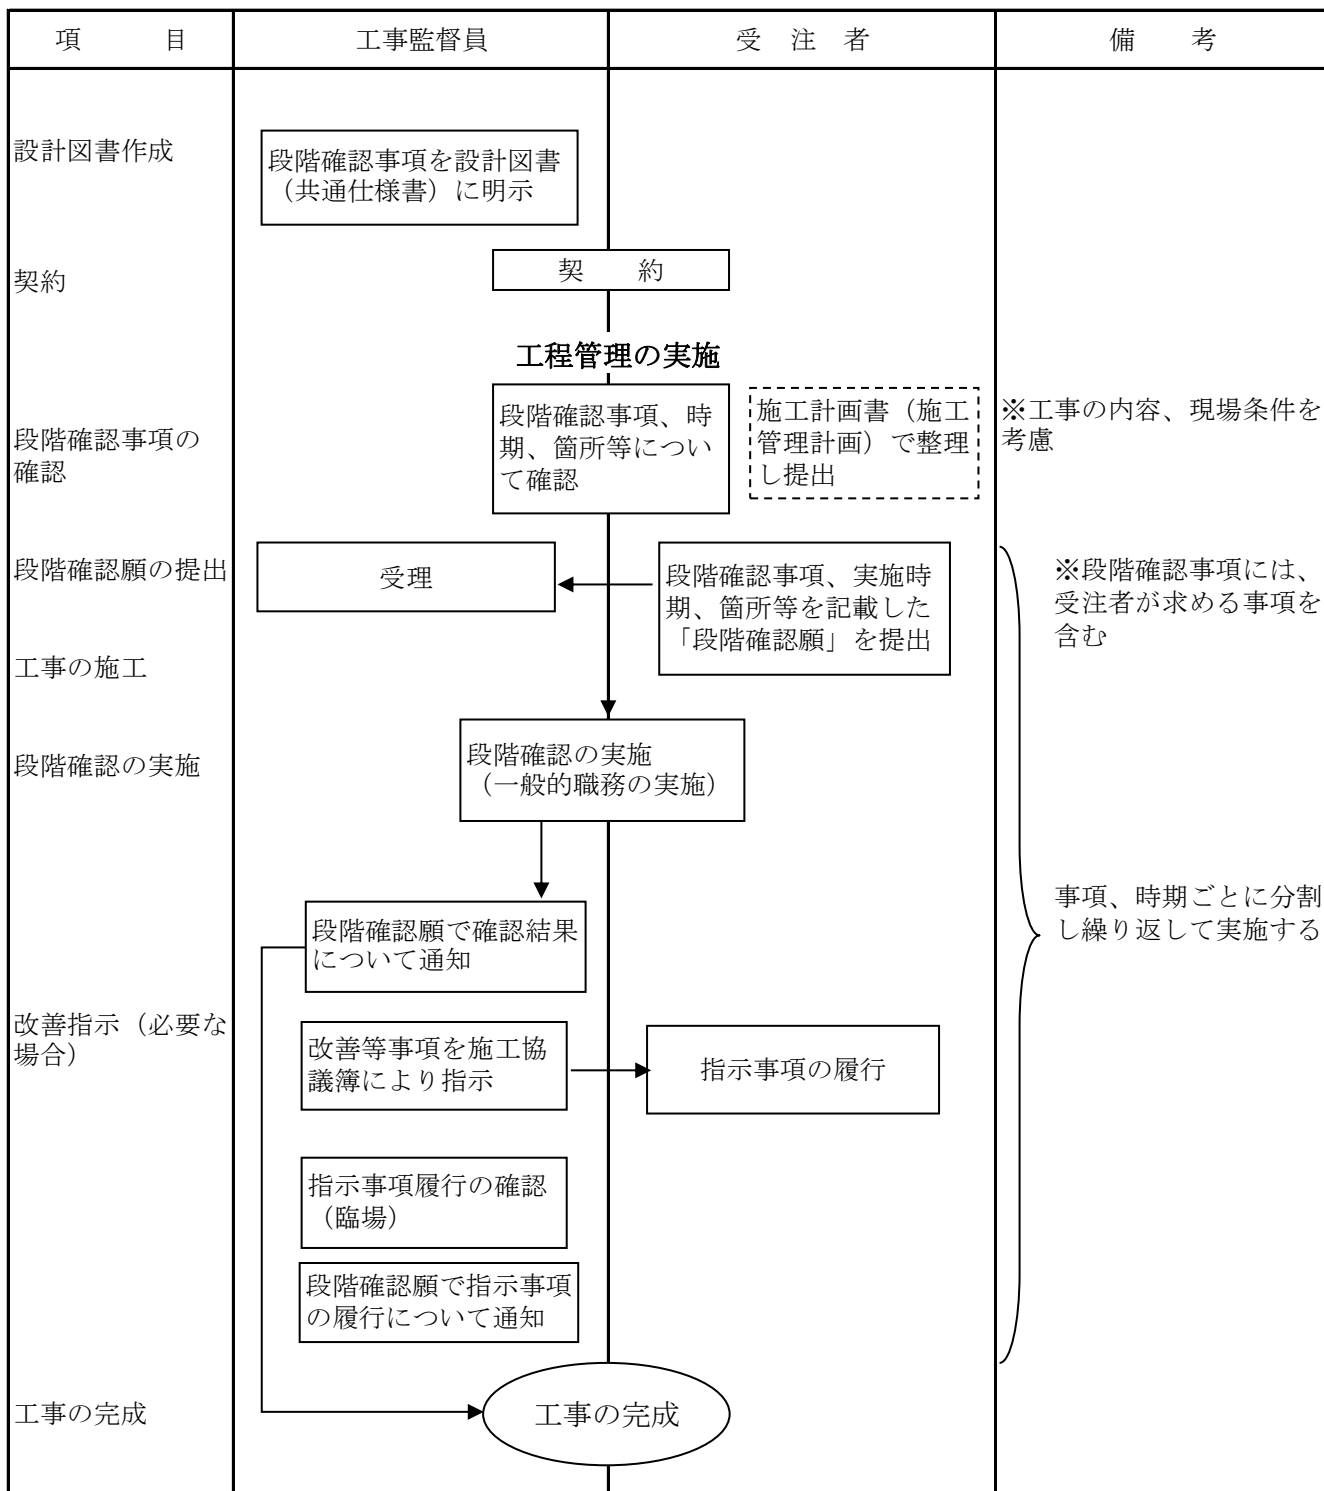 項　　　目
工事監督員
受　注　者
備　　考
設計図書作成
段階確認事項を設計図書
（共通仕様書）に明示
契約
契　　約
工程管理の実施
段階確認事項の
確認
段階確認事項、時
期、箇所等につい
て確認
施工計画書（施工
管理計画）で整理
し提出
※工事の内容、現場条件を
考慮
段階確認願の提出
受理
段階確認事項、実施時
期、箇所等を記載した
「段階確認願」を提出
※段階確認事項には、
受注者が求める事項を
含む
工事の施工
段階確認の実施
段階確認の実施
（一般的職務の実施）
段階確認願で確認結果
について通知
事項、時期ごとに分割
し繰り返して実施する
改善指示（必要な
場合）
改善等事項を施工協
議簿により指示
指示事項の履行
指示事項履行の確認
（臨場）
段階確認願で指示事項
の履行について通知
工事の完成
工事の完成